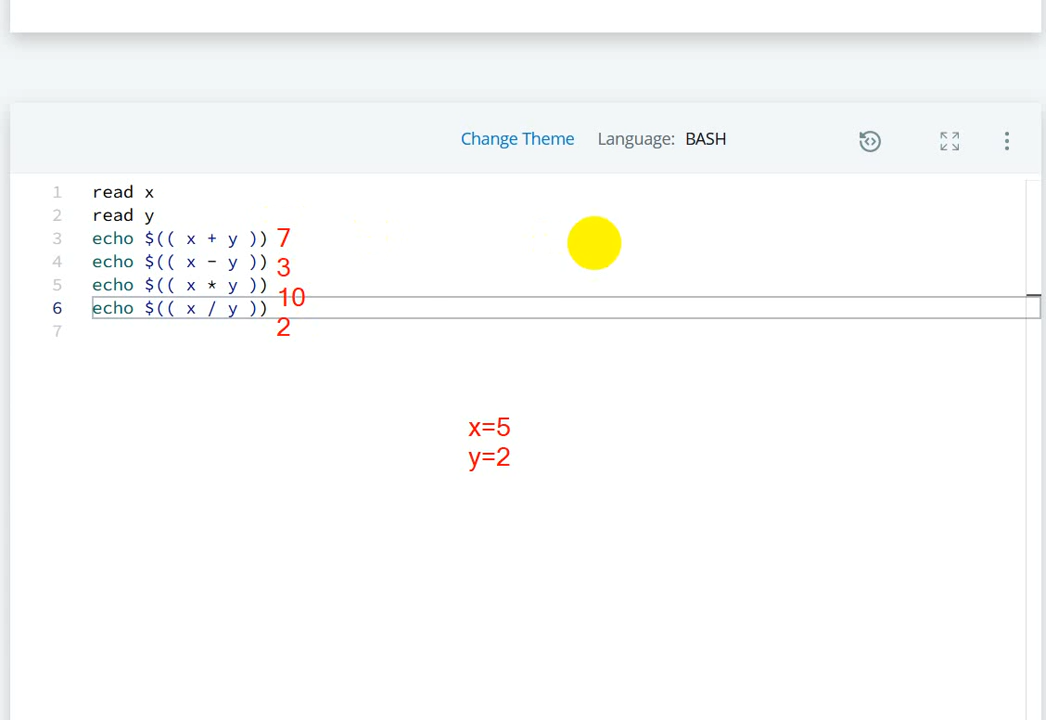 Change Theme Language: BASH
1 read x
2 read y
3 echo $(( x + y )) 7
4 echo $(( x - y )) 3
5 echo $(( x * y )) 10
6 echo $(( x / y )) 2
7
x=5
y=2